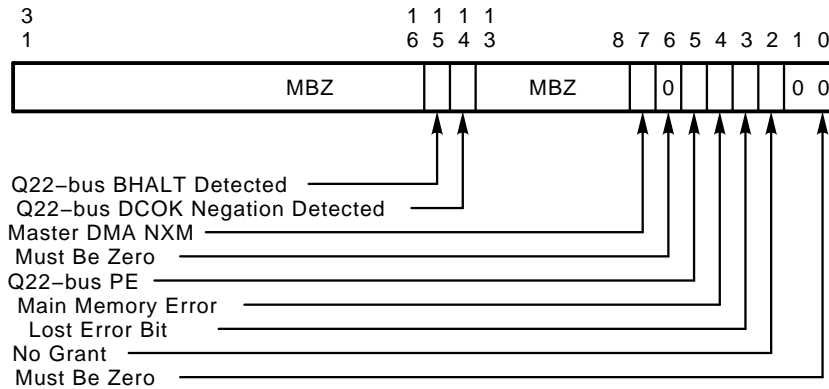 3 1 1 1
1 6 5 4 3 8 7 6 5 4 3 2 1 0
MBZ MBZ 0 0 0
Q22−bus BHALT Detected
Q22−bus DCOK Negation Detected
Master DMA NXM
Must Be Zero
Q22−bus PE
Main Memory Error
Lost Error Bit
No Grant
Must Be Zero